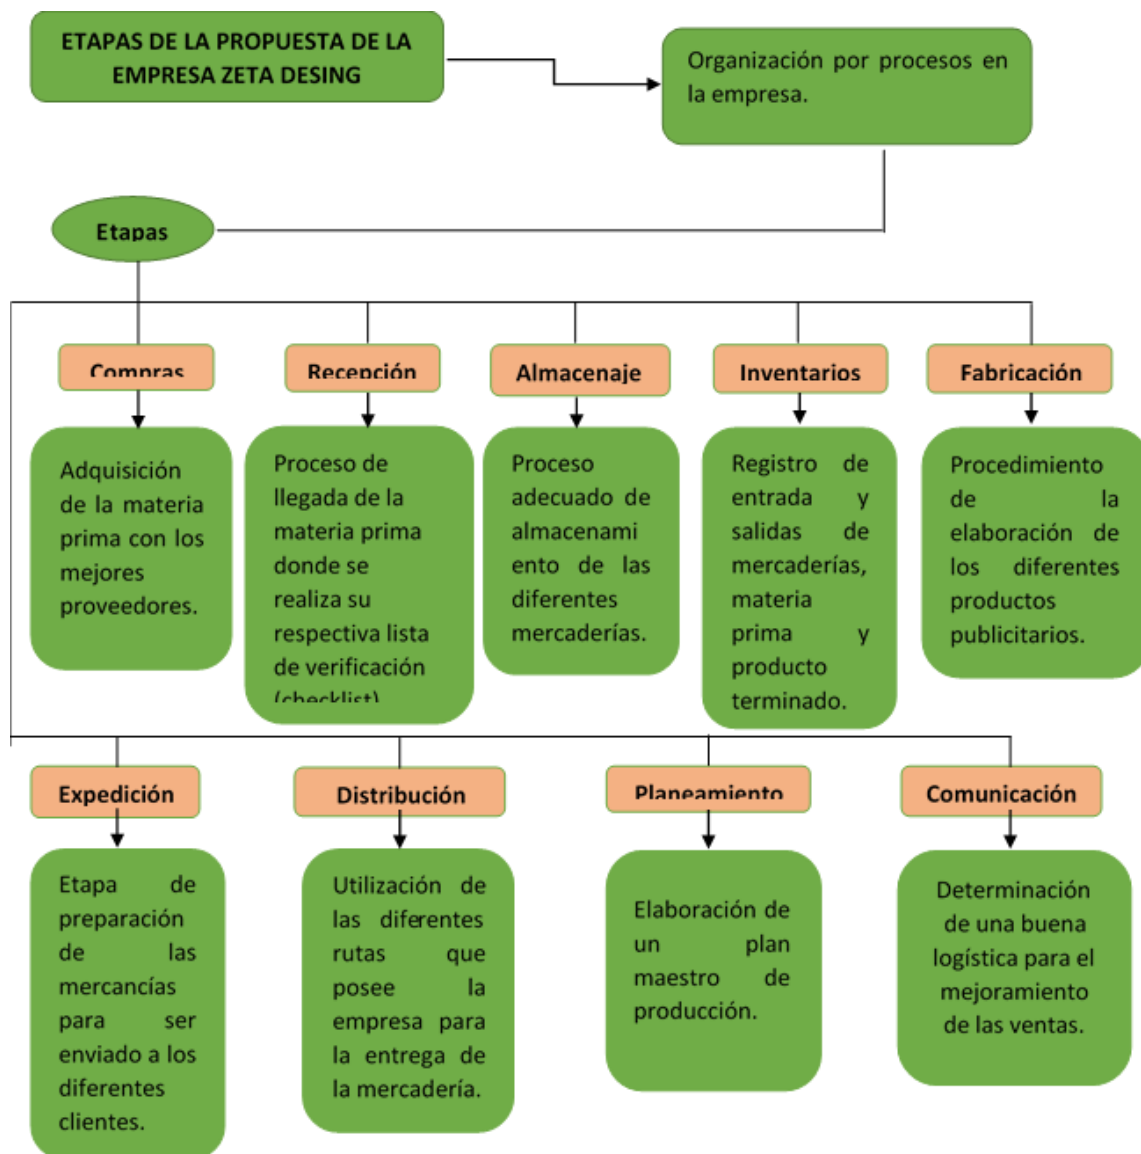 ETAPAS DE LA PROPUESTA DE LA
EMPRESA ZETA DESING
Organización por procesos en
la empresa.
Etapas
Compras
Recepción
Almacenaje
Inventarios
Fabricación
Adquisición
de la materia
prima con los
mejores
proveedores.
Proceso de
llegada de la
materia prima
donde se
realiza su
respectiva lista
de verificación
(checklist)
Proceso
adecuado de
almacenami
ento de las
diferentes
mercaderías.
Registro de
entrada y
salidas de
mercaderías,
materia
prima y
producto
terminado.
Procedimiento
de la
elaboración de
los diferentes
productos
publicitarios.
Expedición
Distribución
Planeamiento
Comunicación
Etapa de
preparación
de las
mercancías
para ser
enviado a los
diferentes
clientes.
Utilización de
las diferentes
rutas que
posee la
empresa para
la entrega de
la mercadería.
Elaboración de
un plan
maestro de
producción.
Determinación
de una buena
logística para el
mejoramiento
de las ventas.